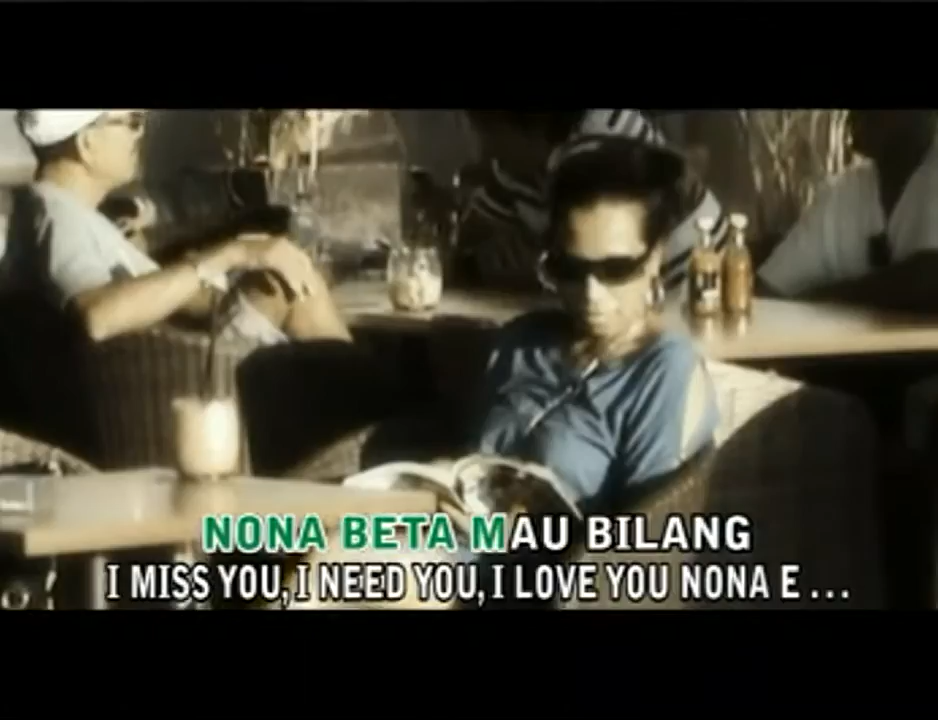 NONA BETA MAU BILANG
I MISS YOU, I NEED YOU, I LOVE YOU NONA E...